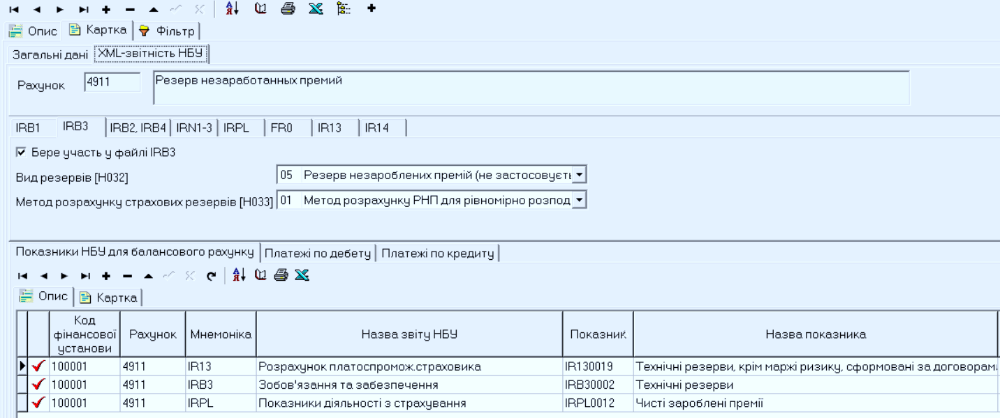 Опис Картка Фільтр
Загальні дані XML-звітність НБУ
Рахунок 4911 Резерв незаработанных премий
IRB1 IRB3 IRB2, IRB4 IRN1-3 IRPL FR0 IR13 IR14
Бере участь у файлі IRB3
Вид резервів [H032] 05 Резерв незароблених премій (не застосовуєть
Метод розрахунку страхових резервів [H033] 01 Метод розрахунку РНП для рівномірно розпод
Показники НБУ для балансового рахунку Платежі по дебету Платежі по кредиту
Опис Картка
Код фінансової установи Рахунок Мнемоніка Назва звіту НБУ Показник Назва показника
100001 4911 IR13 Розрахунок платоспромож.страховика IR130019 Технічні резерви, крім маржі ризику, сформовані за договорам
100001 4911 IRB3 Зобов'язання та забезпечення IRB30002 Технічні резерви
100001 4911 IRPL Показники діяльності з страхування IRPL0012 Чисті зароблені премії